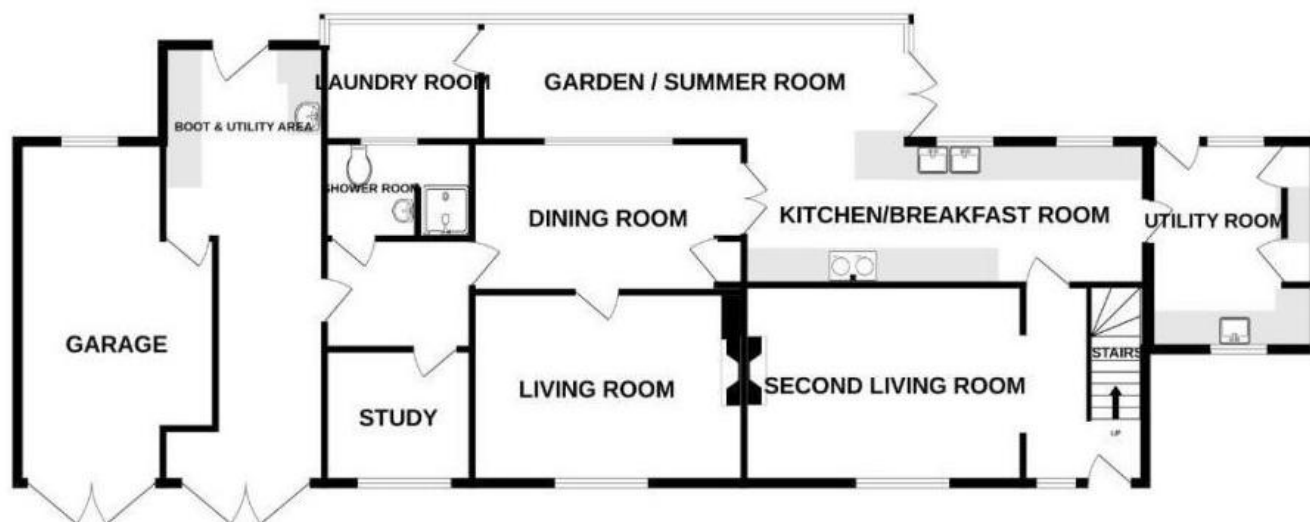 LAUNDRY ROOM
GARDEN / SUMMER ROOM
BOOT & UTILITY AREA
SHOWER ROOM
DINING ROOM
KITCHEN/BREAKFAST ROOM
UTILITY ROOM
GARAGE
STAIRS
LIVING ROOM
SECOND LIVING ROOM
STUDY
UP